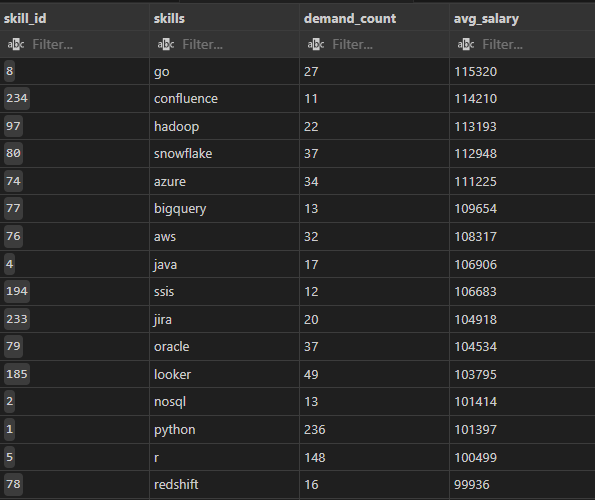 skill_id skills demand_count avg_salary
abc Filter... abc Filter... abc Filter... abc Filter...
8 go 27 115320
234 confluence 11 114210
97 hadoop 22 113193
80 snowflake 37 112948
74 azure 34 111225
77 bigquery 13 109654
76 aws 32 108317
4 java 17 106906
194 ssis 12 106683
233 jira 20 104918
79 oracle 37 104534
185 looker 49 103795
2 nosql 13 101414
1 python 236 101397
5 r 148 100499
78 redshift 16 99936